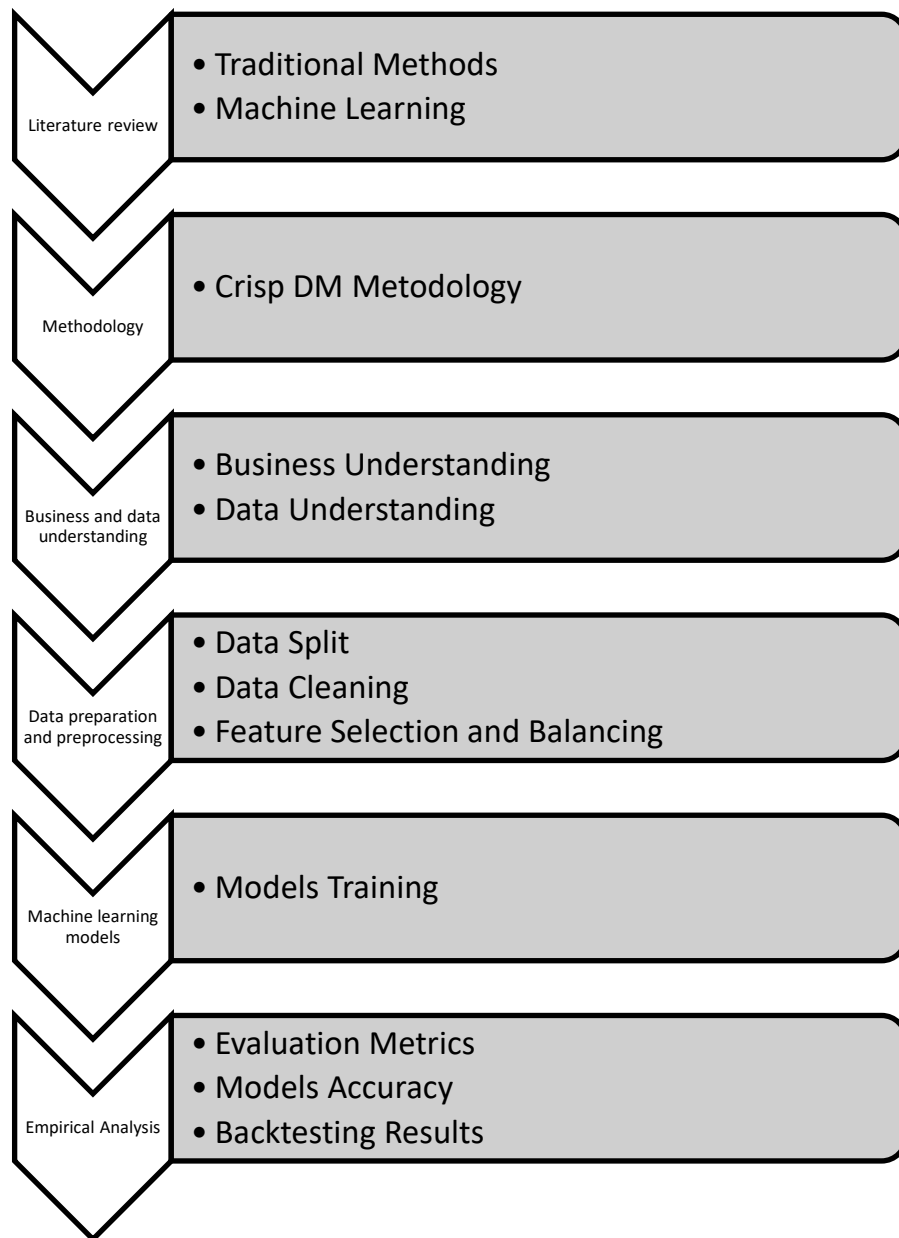 Literature review
• Traditional Methods
• Machine Learning
Methodology
• Crisp DM Metodology
Business and data
understanding
• Business Understanding
• Data Understanding
Data preparation
and preprocessing
• Data Split
• Data Cleaning
• Feature Selection and Balancing
Machine learning
models
• Models Training
Empirical Analysis
• Evaluation Metrics
• Models Accuracy
• Backtesting Results